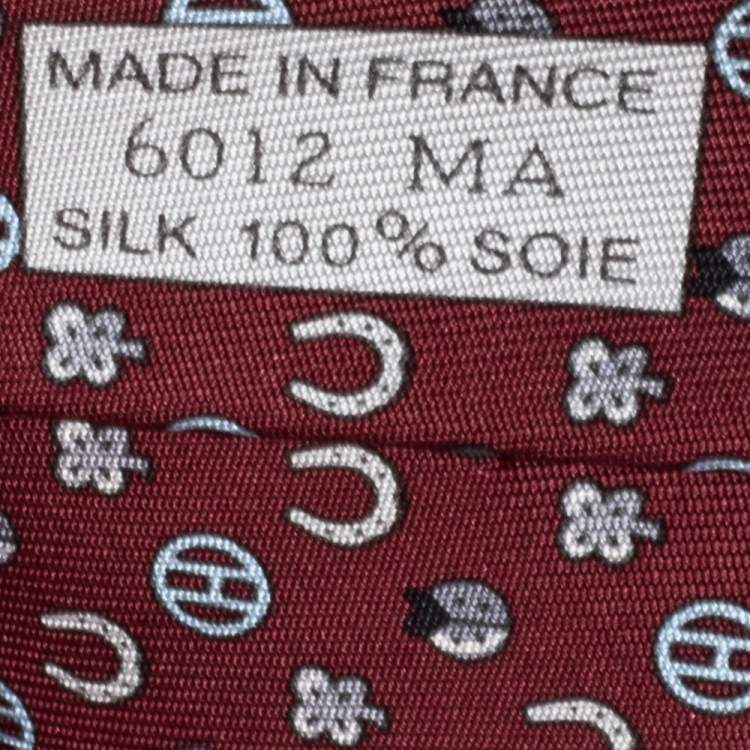 MADE IN FRANCE
6012 MA
SILK 100% SOIE
H
H